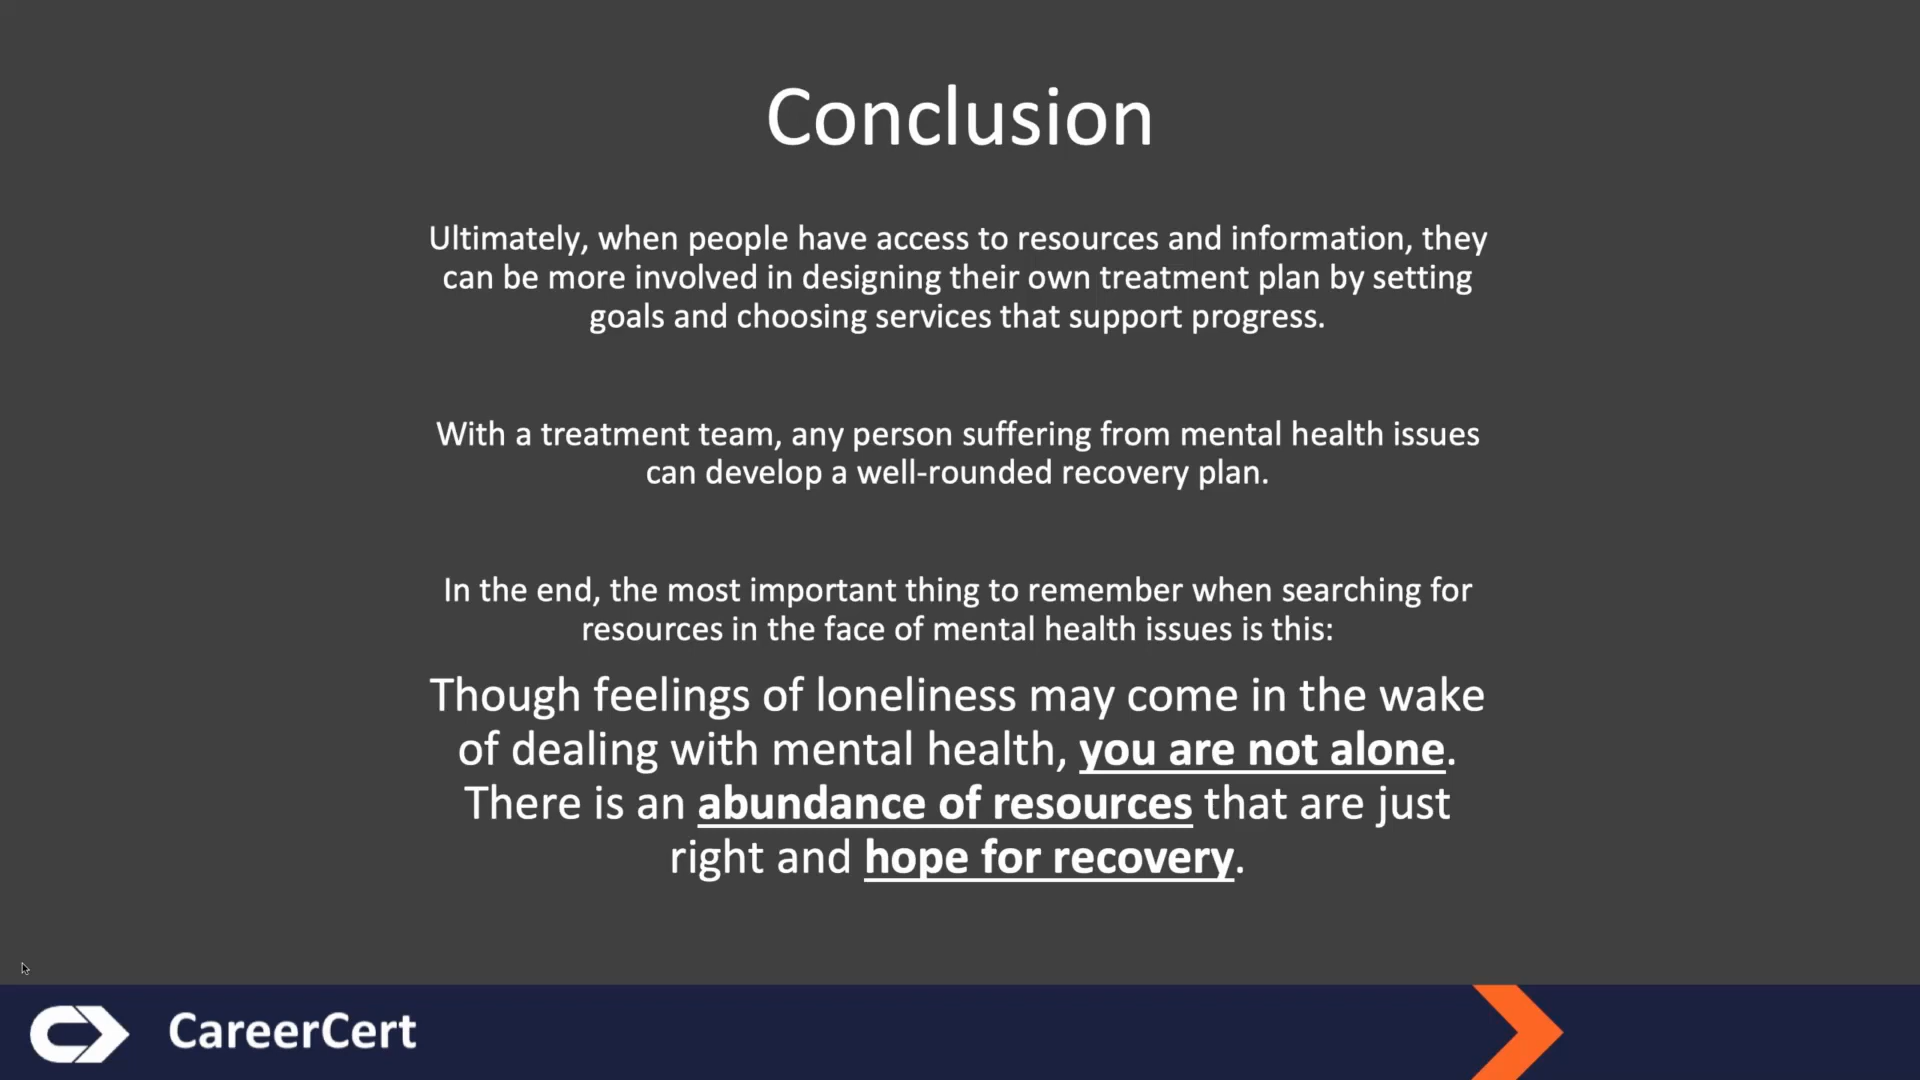 Conclusion
Ultimately, when people have access to resources and information, they
can be more involved in designing their own treatment plan by setting
goals and choosing services that support progress.
With a treatment team, any person suffering from mental health issues
can develop a well-rounded recovery plan.
In the end, the most important thing to remember when searching for
resources in the face of mental health issues is this:
Though feelings of loneliness may come in the wake
of dealing with mental health, you are not alone.
There is an abundance of resources that are just
right and hope for recovery.
CareerCert